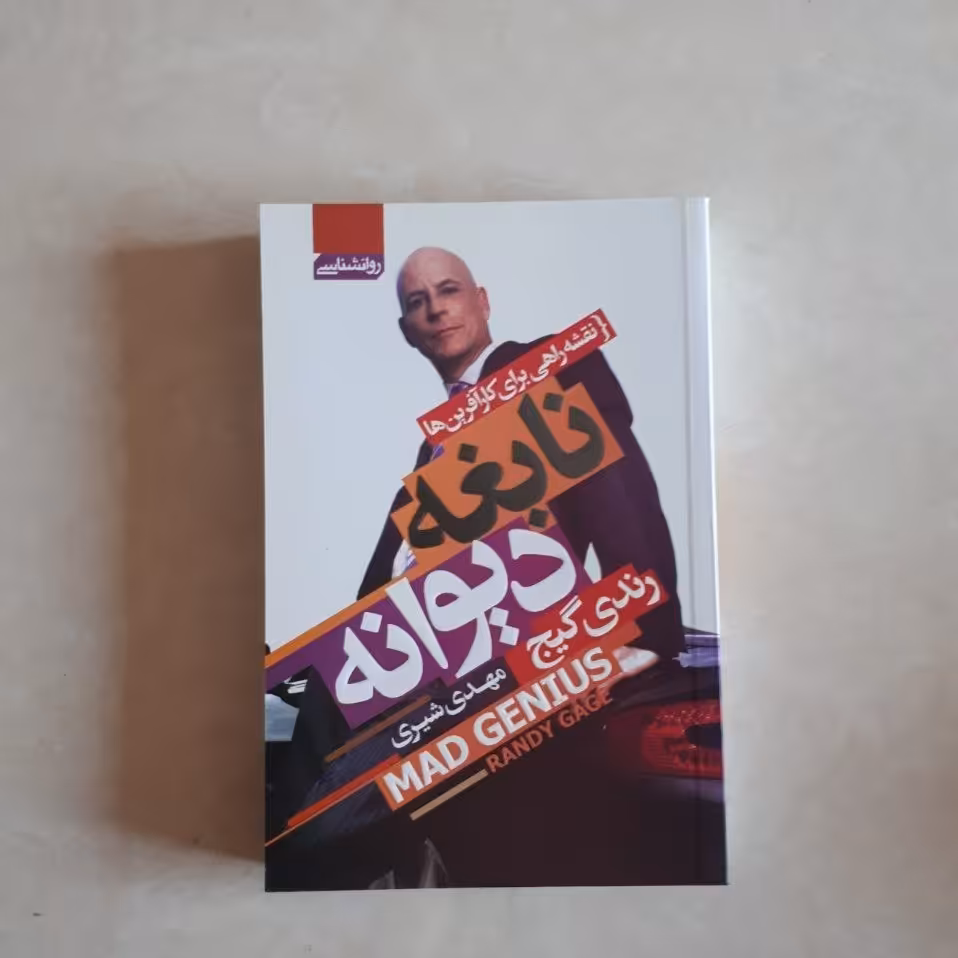 روانشناسی
{نقشه راهی برای کارآفرین ها
نابغه
دیوانه
رندی گیج
مهدی شیری
MAD GENIUS
RANDY GAGE